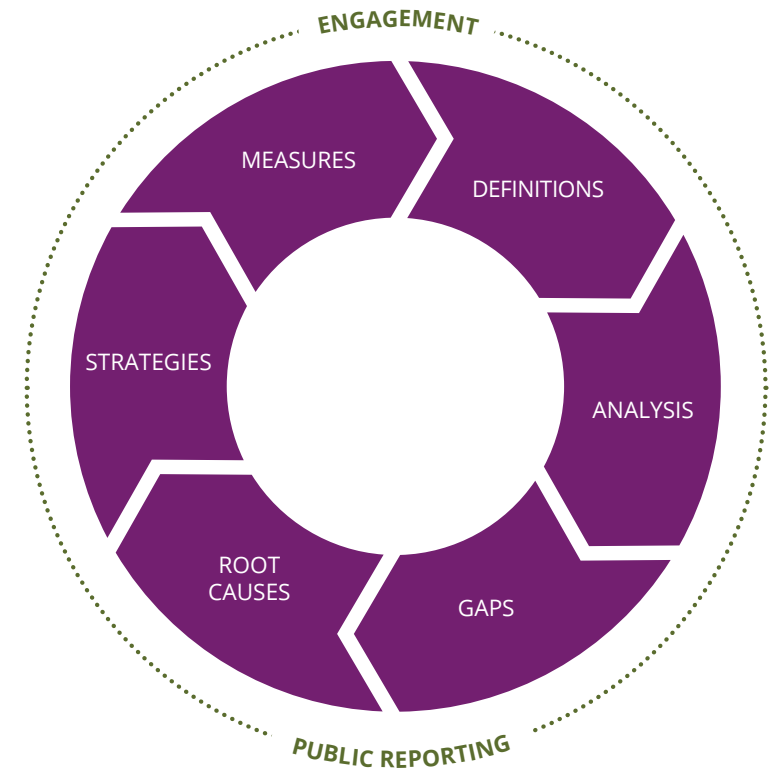 ENGAGEMENT
MEASURES
DEFINITIONS
STRATEGIES
ANALYSIS
ROOT
CAUSES
GAPS
PUBLIC REPORTING